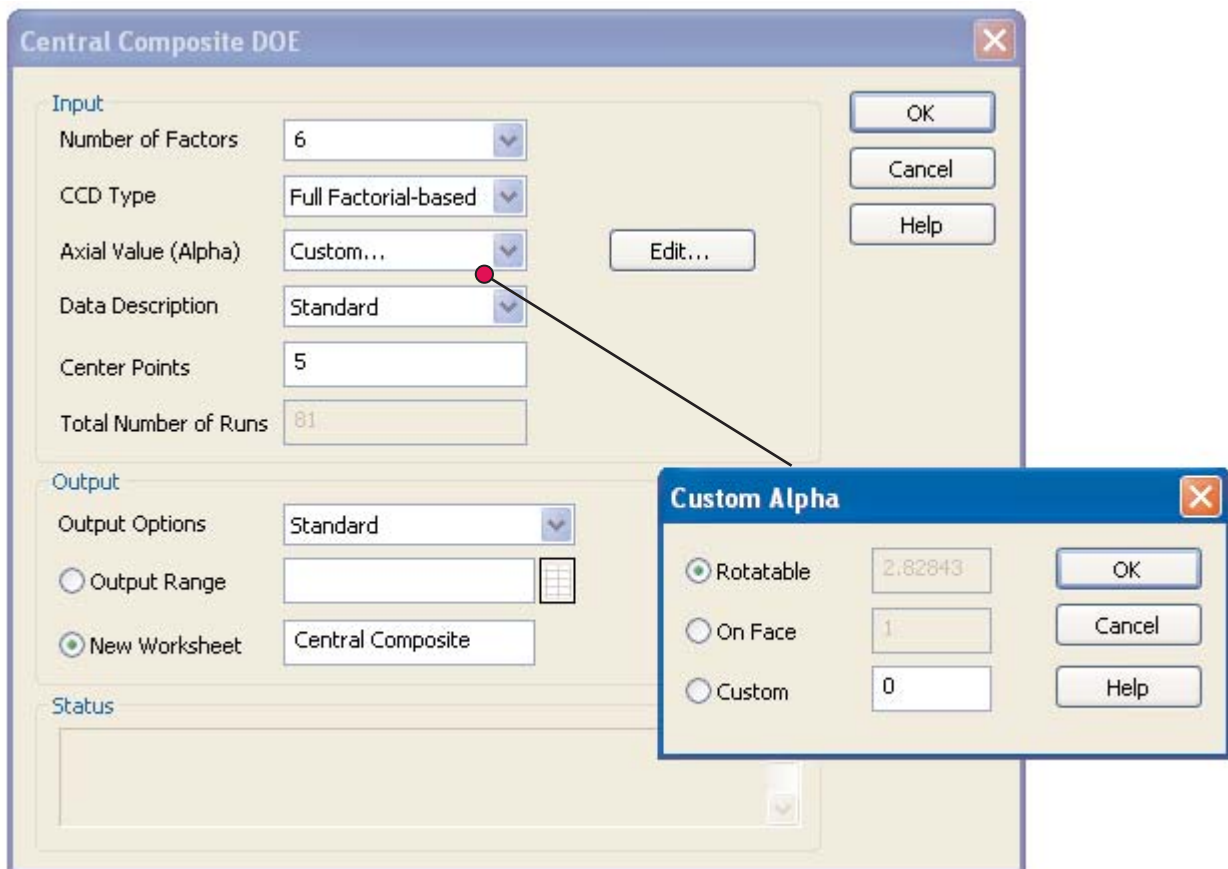 Central Composite DOE
Input
Number of Factors 6
CCD Type Full Factorial-based
Axial Value (Alpha) Custom... Edit...
Data Description Standard
Center Points 5
Total Number of Runs 81
OK
Cancel
Help
Output
Output Options Standard
Output Range
New Worksheet Central Composite
Status
Custom Alpha
Rotatable 2.82843 OK
On Face 1 Cancel
Custom 0 Help